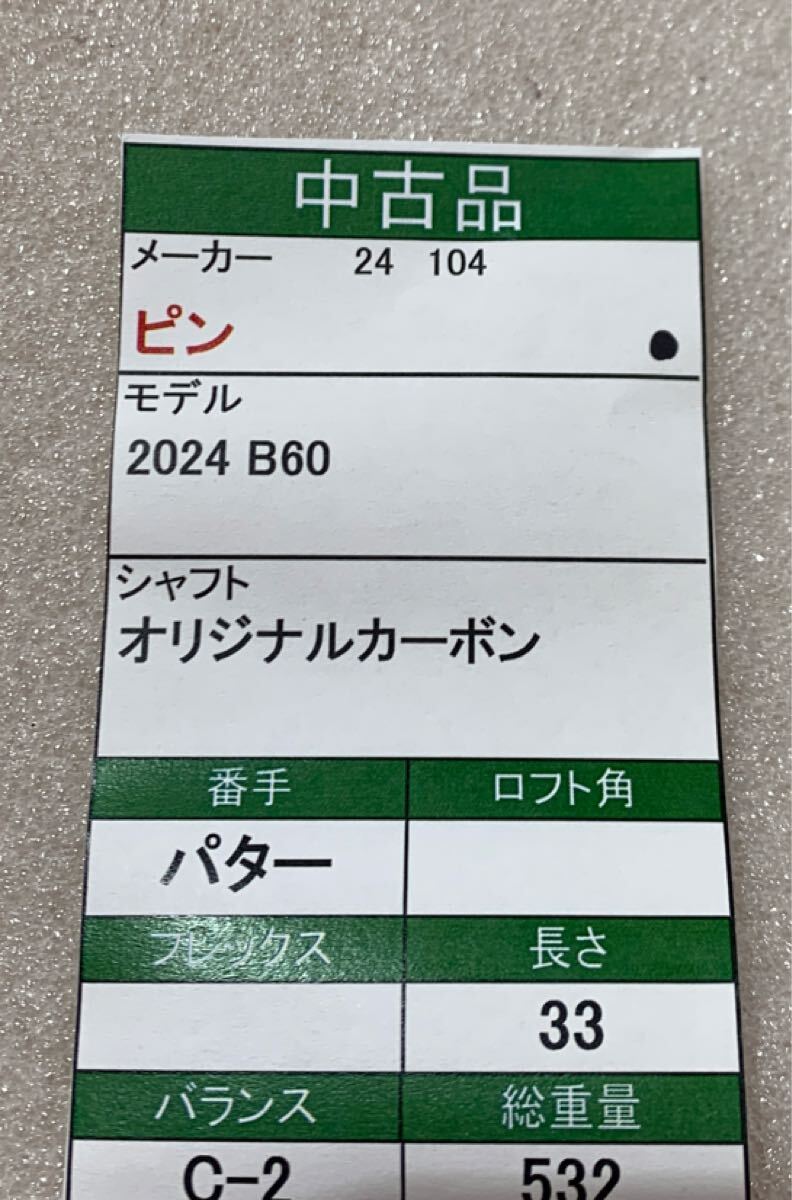 中古品
メーカー 24 104
ピン
モデル
2024 B60
シャフト
オリジナルカーボン
番手 ロフト角
パター
フレックス 長さ
33
バランス 総重量
C-2 532